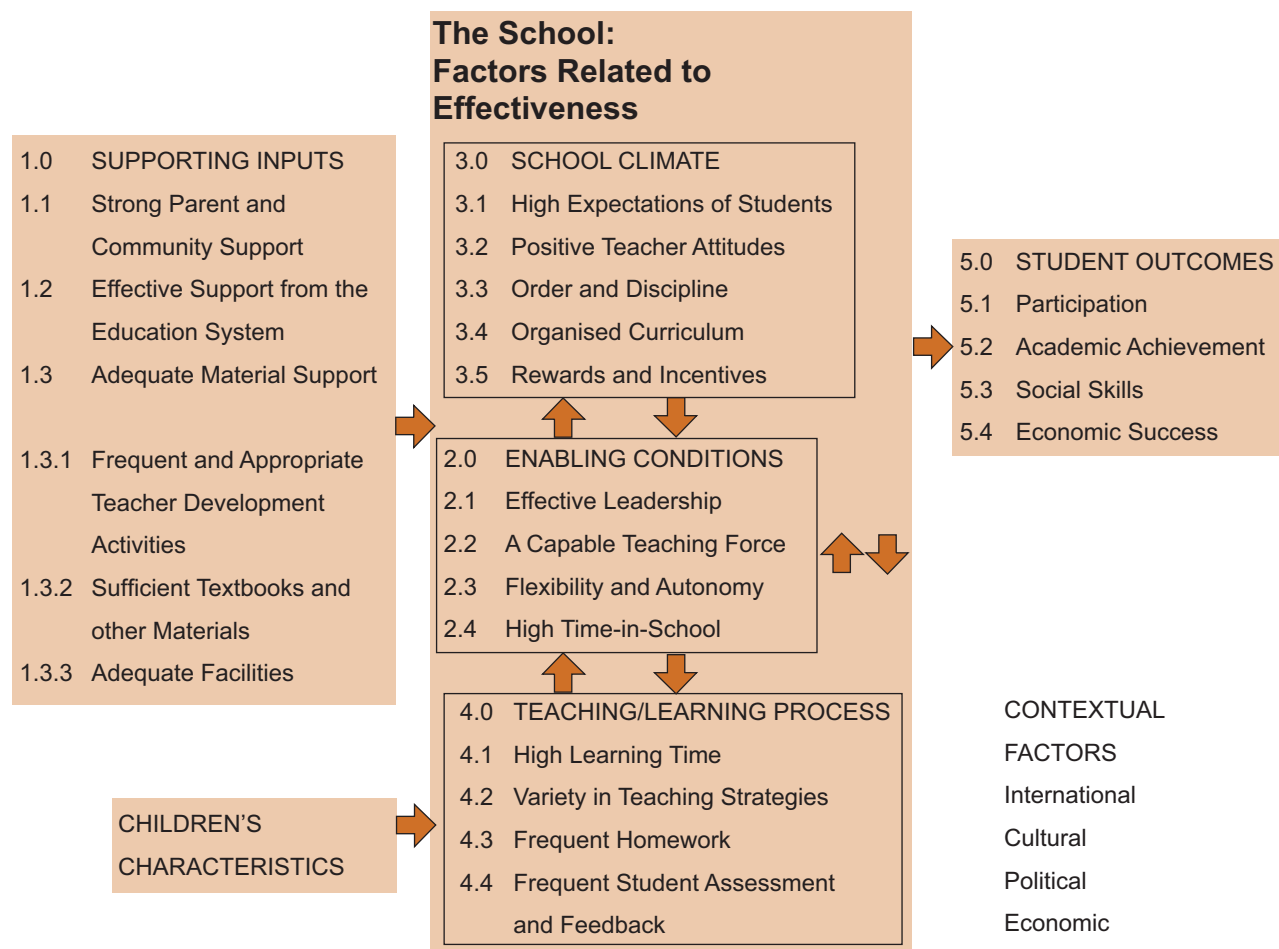 The School:
Factors Related to
Effectiveness
1.0 SUPPORTING INPUTS
1.1 Strong Parent and
Community Support
1.2 Effective Support from the
Education System
1.3 Adequate Material Support
1.3.1 Frequent and Appropriate
Teacher Development
Activities
1.3.2 Sufficient Textbooks and
other Materials
1.3.3 Adequate Facilities
CHILDREN'S
CHARACTERISTICS
3.0 SCHOOL CLIMATE
3.1 High Expectations of Students
3.2 Positive Teacher Attitudes
3.3 Order and Discipline
3.4 Organised Curriculum
3.5 Rewards and Incentives
2.0 ENABLING CONDITIONS
2.1 Effective Leadership
2.2 A Capable Teaching Force
2.3 Flexibility and Autonomy
2.4 High Time-in-School
4.0 TEACHING/LEARNING PROCESS
4.1 High Learning Time
4.2 Variety in Teaching Strategies
4.3 Frequent Homework
4.4 Frequent Student Assessment
and Feedback
5.0 STUDENT OUTCOMES
5.1 Participation
5.2 Academic Achievement
5.3 Social Skills
5.4 Economic Success
CONTEXTUAL
FACTORS
International
Cultural
Political
Economic